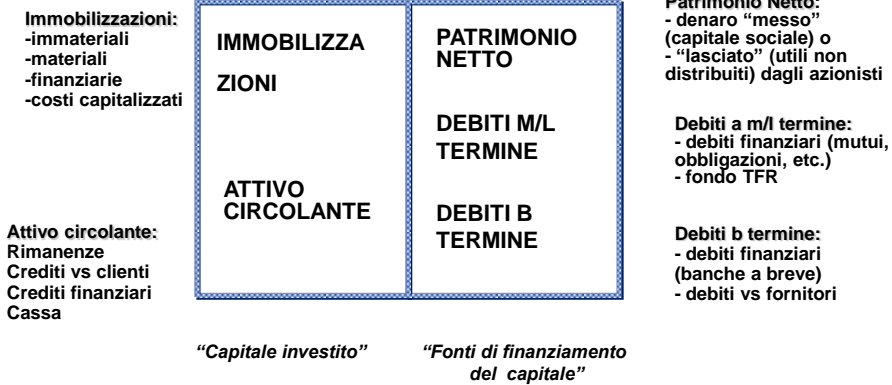 Immobilizzazioni:
-immateriali
-materiali
-finanziarie
-costi capitalizzati
Attivo circolante:
Rimanenze
Crediti vs clienti
Crediti finanziari
Cassa
IMMOBILIZZA
ZIONI
ATTIVO
CIRCOLANTE
PATRIMONIO
NETTO
DEBITI M/L
TERMINE
DEBITI B
TERMINE
Patrimonio Netto:
- denaro “messo”
(capitale sociale) o
- “lasciato” (utili non
distribuiti) dagli azionisti
Debiti a m/l termine:
- debiti finanziari (mutui,
obbligazioni, etc.)
- fondo TFR
Debiti b termine:
- debiti finanziari
(banche a breve)
- debiti vs fornitori
“Capitale investito”
“Fonti di finanziamento
del capitale”